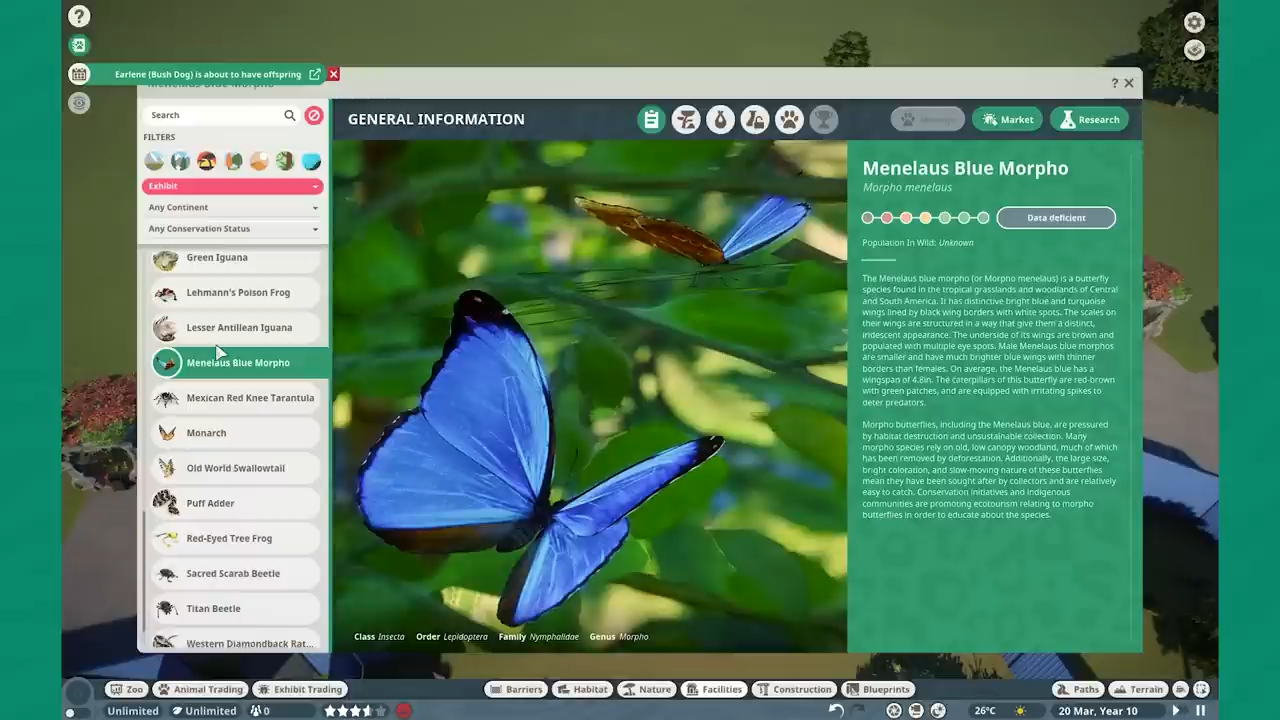 ?
Earlene (Bush Dog) is about to have offspring
Menelaus Blue Morpho
?
Search
FILTERS
Exhibit
Any Continent
Any Conservation Status
Green Iguana
Lehmann's Poison Frog
Lesser Antillean Iguana
Menelaus Blue Morpho
Mexican Red Knee Tarantula
Monarch
Old World Swallowtail
Puff Adder
Red-Eyed Tree Frog
Sacred Scarab Beetle
Titan Beetle
Western Diamondback Rat...
GENERAL INFORMATION
Market
Research
Class Insecta Order Lepidoptera Family Nymphalidae Genus Morpho
Menelaus Blue Morpho
Morpho menelaus
Data deficient
Population In Wild: Unknown
The Menelaus blue morpho (or Morpho menelaus) is a butterfly
species found in the tropical grasslands and woodlands of Central
and South America. It has distinctive bright blue and turquoise
wings lined by black wing borders with white spots. The scales on
their wings are structured in a way that give them a distinct,
iridescent appearance. The underside of its wings are brown and
populated with multiple eye spots. Male Menelaus blue morphos
are smaller and have much brighter blue wings with thinner
borders than females. On average, the Menelaus blue has a
wingspan of 4.8in. The caterpillars of this butterfly are red-brown
with green patches, and are equipped with irritating spikes to
deter predators.
Morpho butterflies, including the Menelaus blue, are pressured
by habitat destruction and unsustainable collection. Many
morpho species rely on old, low canopy woodland, much of which
has been removed by deforestation. Additionally, the large size,
bright coloration, and slow-moving nature of these butterflies
mean they have been sought after by collectors and are relatively
easy to catch. Conservation initiatives and indigenous
communities are promoting ecotourism relating to morpho
butterflies in order to educate about the species.
Zoo Animal Trading Exhibit Trading Barriers Habitat Nature Facilities Construction Blueprints Paths Terrain
Unlimited Unlimited 0 26°C 20 Mar, Year 10